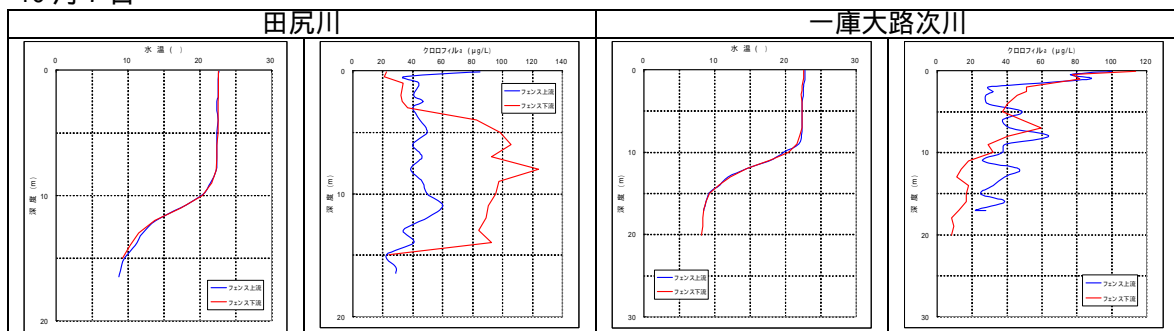 田尻川
一庫大路次川
水 温 ( )
0 10 20 30
0
10
20
深 度 (m)
フェンス上流
フェンス下流
クロロフィルa (μg/L)
0 20 40 60 80 100 120 140
0
10
20
深 度 (m)
フェンス上流
フェンス下流
水 温 ( )
0 10 20 30
0
10
20
30
深 度 (m)
フェンス上流
フェンス下流
クロロフィルa (μg/L)
0 20 40 60 80 100 120
0
10
20
30
深 度 (m)
フェンス上流
フェンス下流